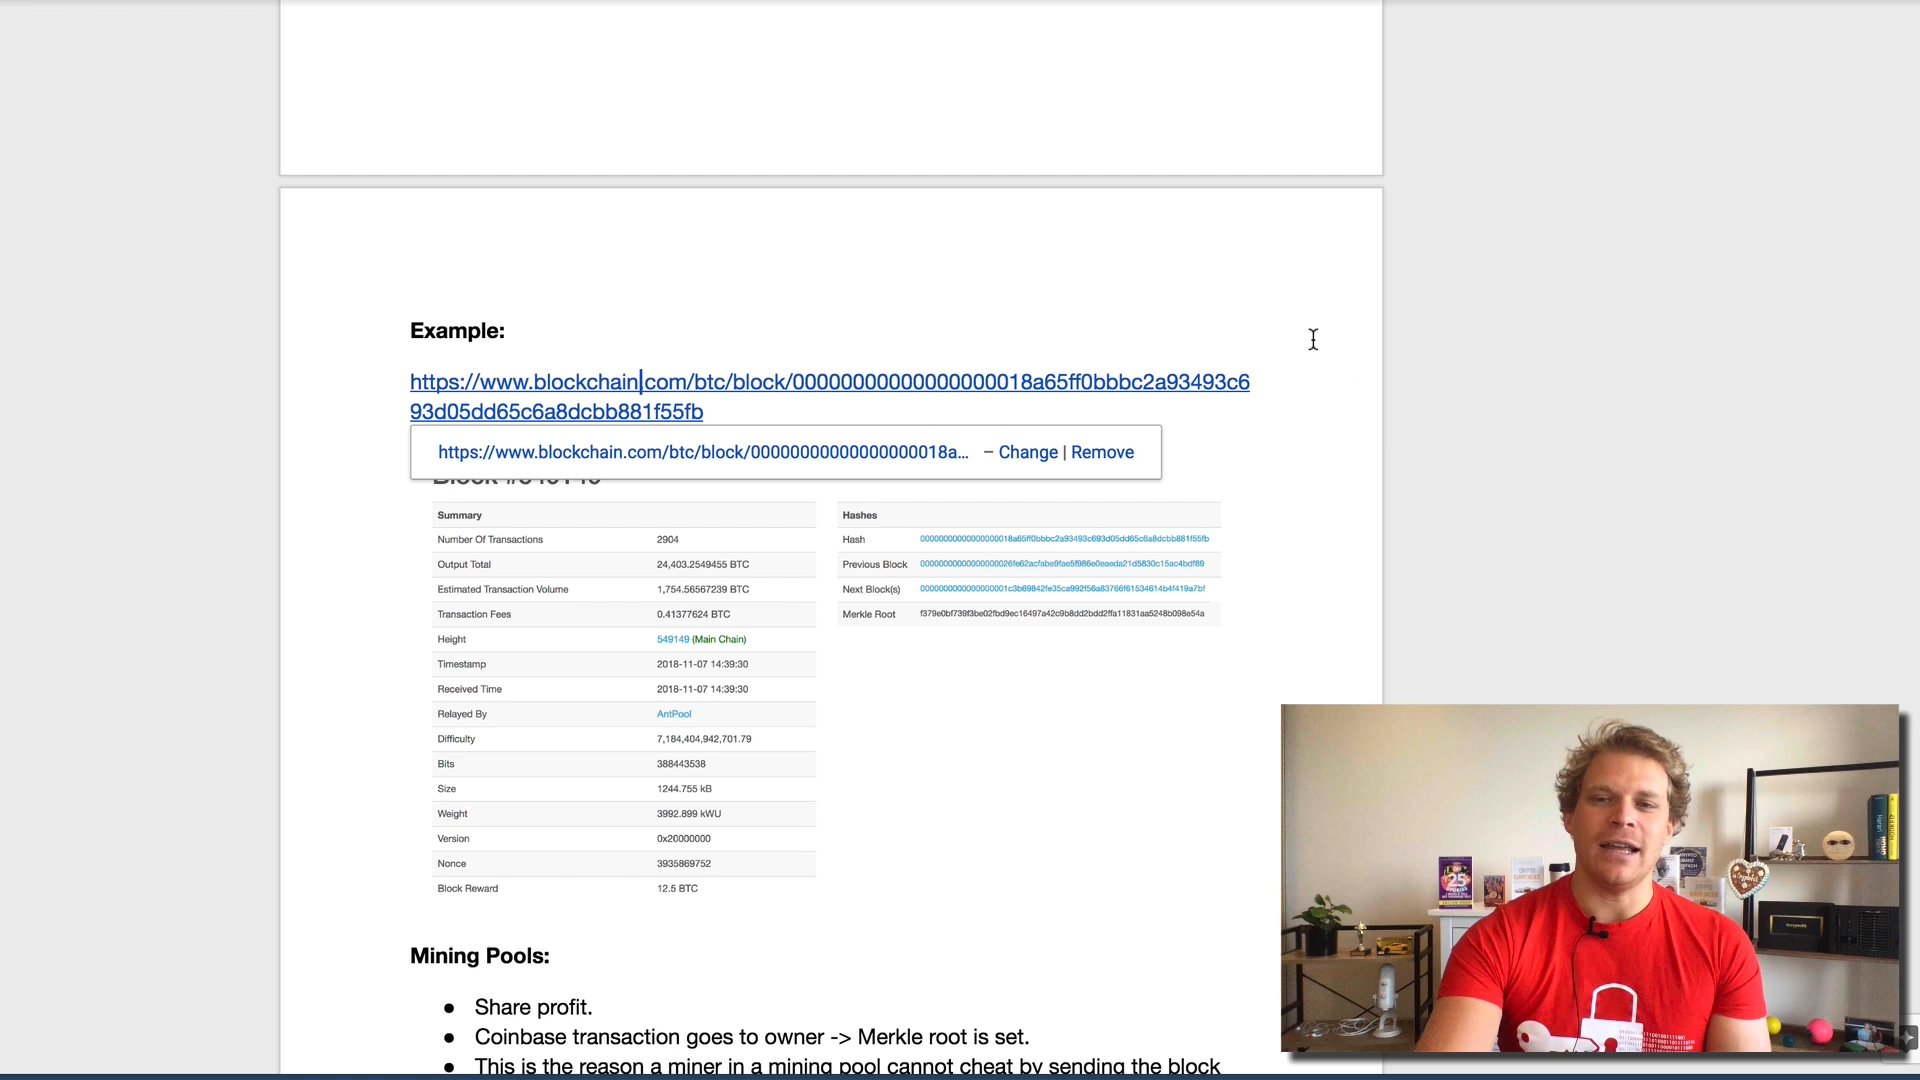 Example:
https://www.blockchain.com/btc/block/00000000000000000018a65ff0bbbc2a93493c6
93d05dd65c6a8dcbb881f55fb
https://www.blockchain.com/btc/block/00000000000000000018a... – Change | Remove
Summary
Number Of Transactions 2904
Output Total 24,403.2549455 BTC
Estimated Transaction Volume 1,754.56567239 BTC
Transaction Fees 0.41377624 BTC
Height 549149 (Main Chain)
Timestamp 2018-11-07 14:39:30
Received Time 2018-11-07 14:39:30
Relayed By AntPool
Difficulty 7,184,404,942,701.79
Bits 388443538
Size 1244.755 kB
Weight 3992.899 kWU
Version 0x20000000
Nonce 3935869752
Block Reward 12.5 BTC
Hashes
Hash 00000000000000000018a65ff0bbbc2a93493c693d05dd65c6a8dcbb881f55fb
Previous Block
Next Block(s)
Merkle Root
Mining Pools:
● Share profit.
● Coinbase transaction goes to owner -> Merkle root is set.
● This is the reason a miner in a mining pool cannot cheat by sending the block
25